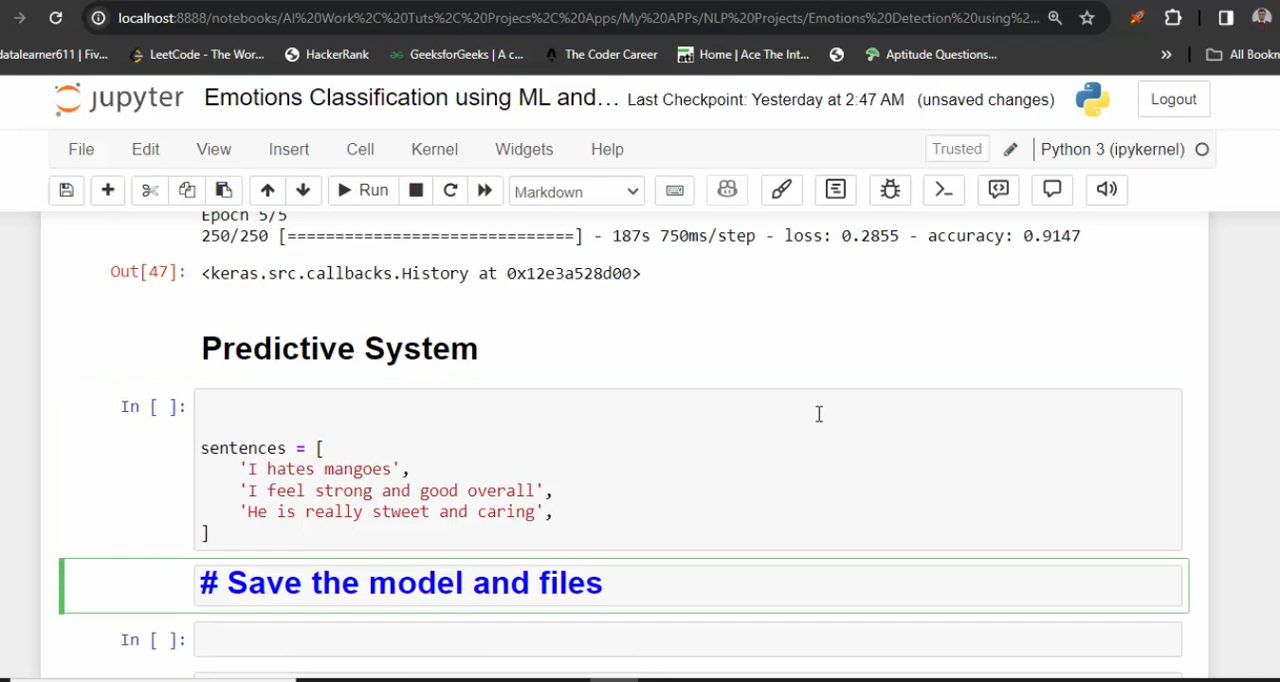 localhost:8888/notebooks/AI%20Work%2C%20Tuts%2C%20Projecs%2C%20Apps/My%20APPs/NLP%20Projects/Emotions%20Detection%20using%2...
datalearner611 | Fiv...
LeetCode - The Wor...
HackerRank
GeeksforGeeks | A c...
The Coder Career
Home | Ace The Int...
Aptitude Questions...
»
All Bookm
jupyter Emotions Classification using ML and... Last Checkpoint: Yesterday at 2:47 AM (unsaved changes)
Logout
File Edit View Insert Cell Kernel Widgets Help
Trusted
Python 3 (ipykernel)
Run
Markdown
Epoch 5/5
250/250 [==============================] - 187s 750ms/step - loss: 0.2855 - accuracy: 0.9147
Out[47]: <keras.src.callbacks.History at 0x12e3a528d00>
Predictive System
In [ ]:
sentences = [
'I hates mangoes',
'I feel strong and good overall',
'He is really stweet and caring',
]
# Save the model and files
In [ ]: